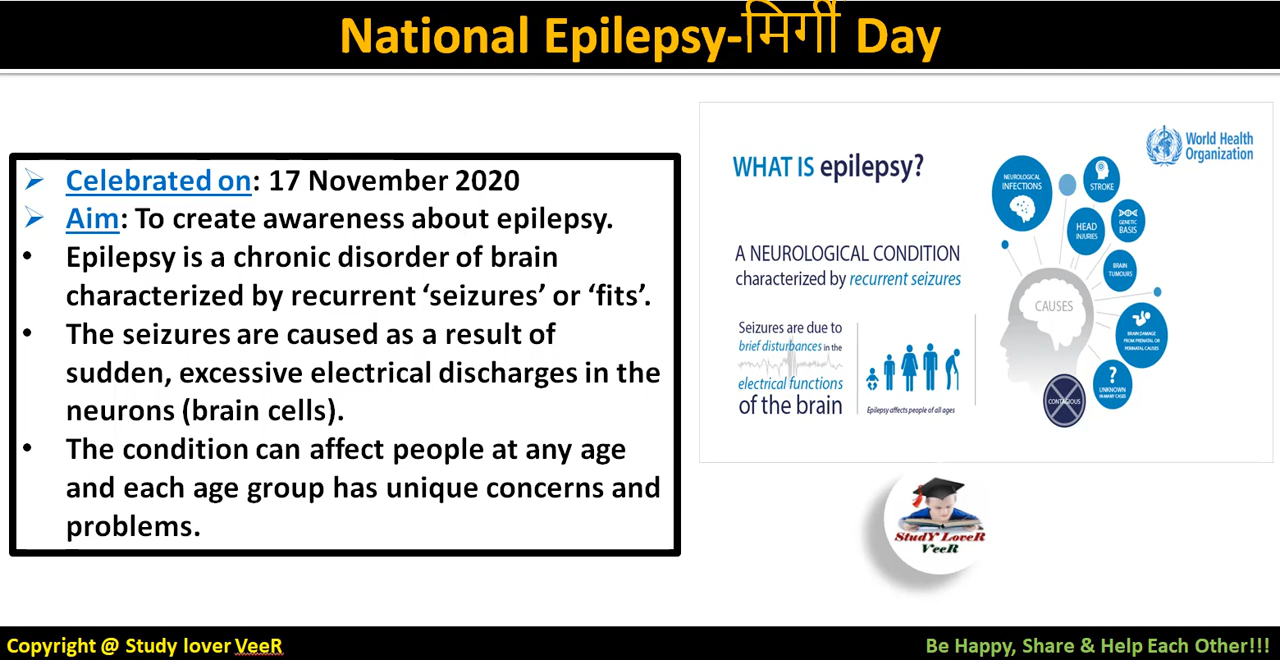 National Epilepsy-मिर्गी Day
➢ Celebrated on: 17 November 2020
➢ Aim: To create awareness about epilepsy.
• Epilepsy is a chronic disorder of brain
characterized by recurrent ‘seizures’ or ‘fits’.
• The seizures are caused as a result of
sudden, excessive electrical discharges in the
neurons (brain cells).
• The condition can affect people at any age
and each age group has unique concerns and
problems.
World Health
Organization
WHAT IS epilepsy?
A NEUROLOGICAL CONDITION
characterized by recurrent seizures
Seizures are due to
brief disturbances in the
electrical functions
of the brain
Epilepsy affects people of all ages
CAUSES
NEUROLOGICAL
INFECTIONS
STROKE
HEAD
INJURIES
GENETIC
BASIS
BRAIN
TUMOURS
BRAIN DAMAGE
FROM PRENATAL OR
PERINATAL CAUSES
?
UNKNOWN
IN MANY CASES
CONTAGIOUS
StudY LoveR
VeeR
Copyright @ Study lover VeeR
Be Happy, Share & Help Each Other!!!